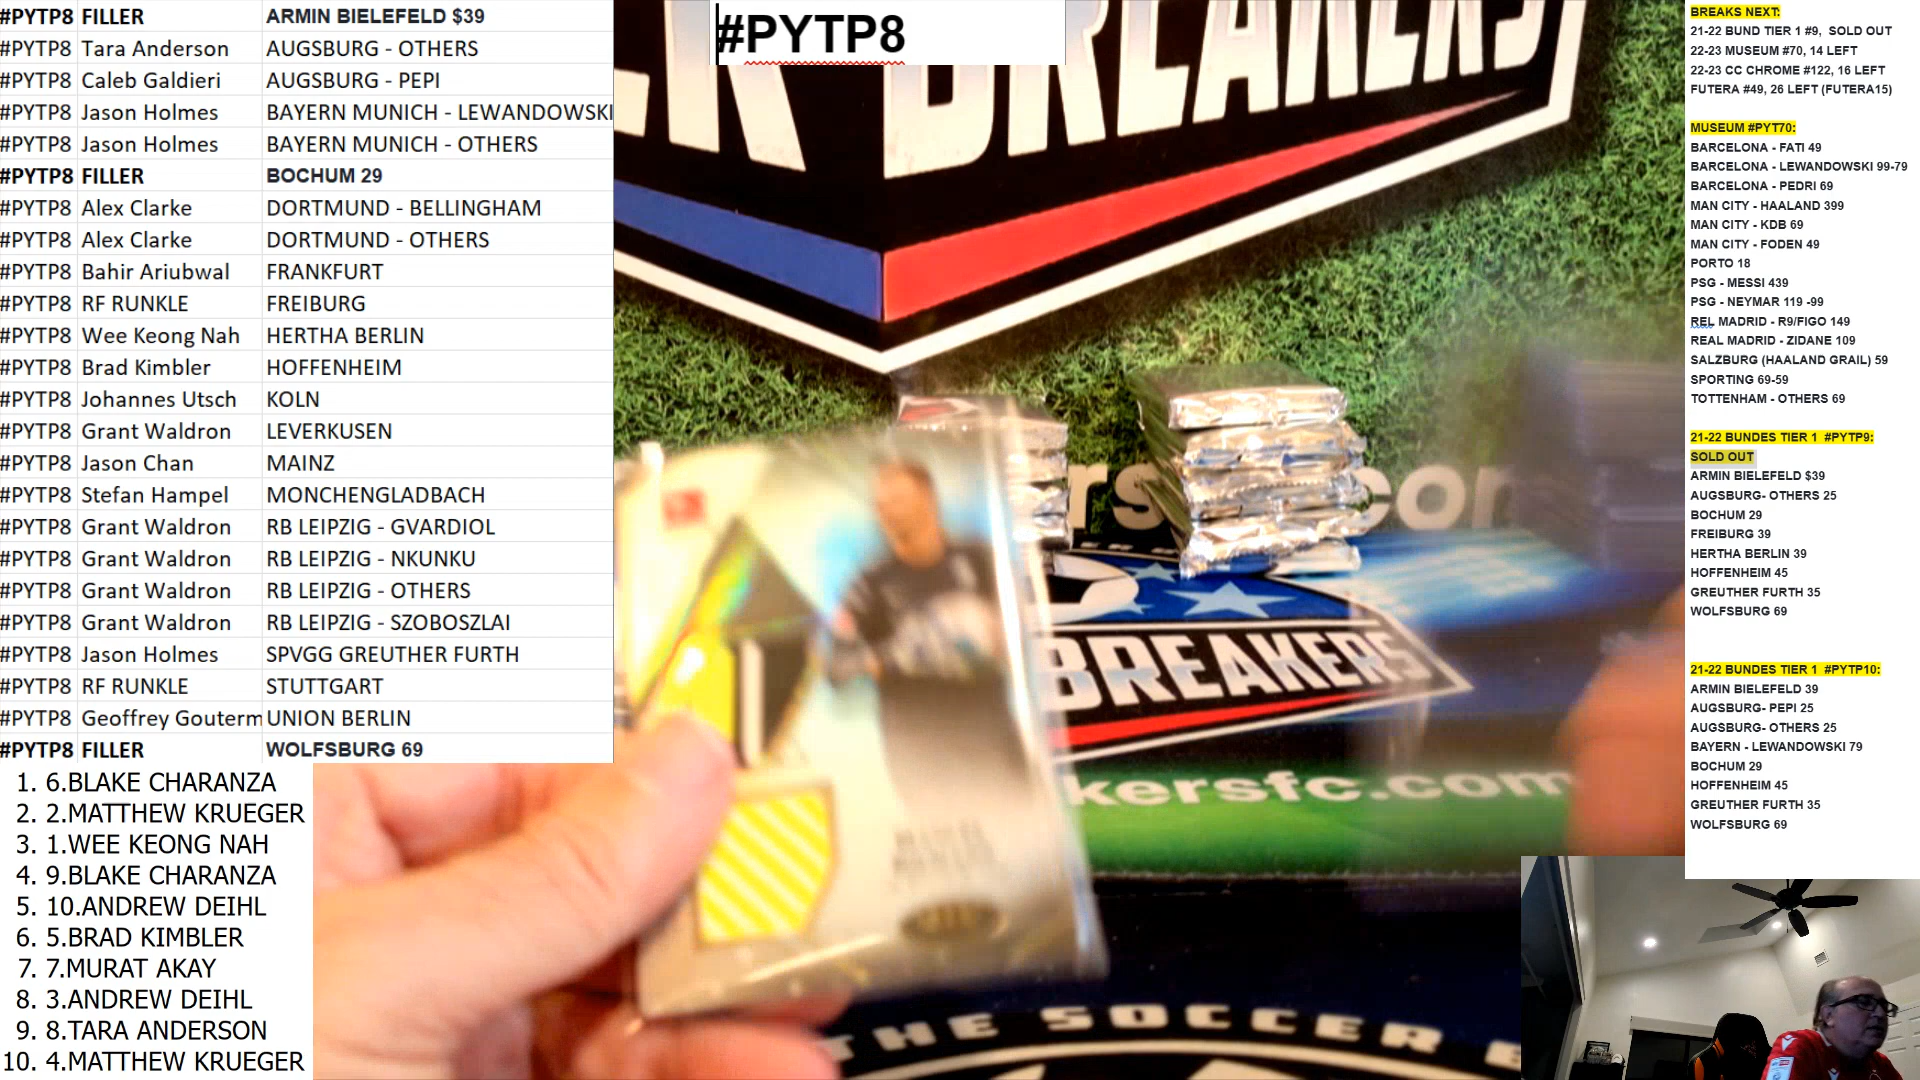 #PYTP8 FILLER ARMIN BIELEFELD $39
#PYTP8 Tara Anderson AUGSBURG - OTHERS
#PYTP8 Caleb Galdieri AUGSBURG - PEPI
#PYTP8 Jason Holmes BAYERN MUNICH - LEWANDOWSKI
#PYTP8 Jason Holmes BAYERN MUNICH - OTHERS
#PYTP8 FILLER BOCHUM 29
#PYTP8 Alex Clarke DORTMUND - BELLINGHAM
#PYTP8 Alex Clarke DORTMUND - OTHERS
#PYTP8 Bahir Ariubwal FRANKFURT
#PYTP8 RF RUNKLE FREIBURG
#PYTP8 Wee Keong Nah HERTHA BERLIN
#PYTP8 Brad Kimbler HOFFENHEIM
#PYTP8 Johannes Utsch KOLN
#PYTP8 Grant Waldron LEVERKUSEN
#PYTP8 Jason Chan MAINZ
#PYTP8 Stefan Hampel MONCHENGLADBACH
#PYTP8 Grant Waldron RB LEIPZIG - GVARDIOL
#PYTP8 Grant Waldron RB LEIPZIG - NKUNKU
#PYTP8 Grant Waldron RB LEIPZIG - OTHERS
#PYTP8 Grant Waldron RB LEIPZIG - SZOBOSZLAI
#PYTP8 Jason Holmes SPVGG GREUTHER FURTH
#PYTP8 RF RUNKLE STUTTGART
#PYTP8 Geoffrey Gouterm UNION BERLIN
#PYTP8 FILLER WOLFSBURG 69
1. 6.BLAKE CHARANZA
2. 2.MATTHEW KRUEGER
3. 1.WEE KEONG NAH
4. 9.BLAKE CHARANZA
5. 10.ANDREW DEIHL
6. 5.BRAD KIMBLER
7. 7.MURAT AKAY
8. 3.ANDREW DEIHL
9. 8.TARA ANDERSON
10. 4.MATTHEW KRUEGER
#PYTP8
BREAKERS
BREAKERS
kersfc.com
THE SOCCER
BREAKS NEXT:
21-22 BUND TIER 1 #9, SOLD OUT
22-23 MUSEUM #70, 14 LEFT
22-23 CC CHROME #122, 16 LEFT
FUTERA #49, 26 LEFT (FUTERA15)
MUSEUM #PYT70:
BARCELONA - FATI 49
BARCELONA - LEWANDOWSKI 99-79
BARCELONA - PEDRI 69
MAN CITY - HAALAND 399
MAN CITY - KDB 69
MAN CITY - FODEN 49
PORTO 18
PSG - MESSI 439
PSG - NEYMAR 119 -99
REL MADRID - R9/FIGO 149
REAL MADRID - ZIDANE 109
SALZBURG (HAALAND GRAIL) 59
SPORTING 69-59
TOTTENHAM - OTHERS 69
21-22 BUNDES TIER 1 #PYTP9:
SOLD OUT
ARMIN BIELEFELD $39
AUGSBURG- OTHERS 25
BOCHUM 29
FREIBURG 39
HERTHA BERLIN 39
HOFFENHEIM 45
GREUTHER FURTH 35
WOLFSBURG 69
21-22 BUNDES TIER 1 #PYTP10:
ARMIN BIELEFELD 39
AUGSBURG- PEPI 25
AUGSBURG- OTHERS 25
BAYERN - LEWANDOWSKI 79
BOCHUM 29
HOFFENHEIM 45
GREUTHER FURTH 35
WOLFSBURG 69